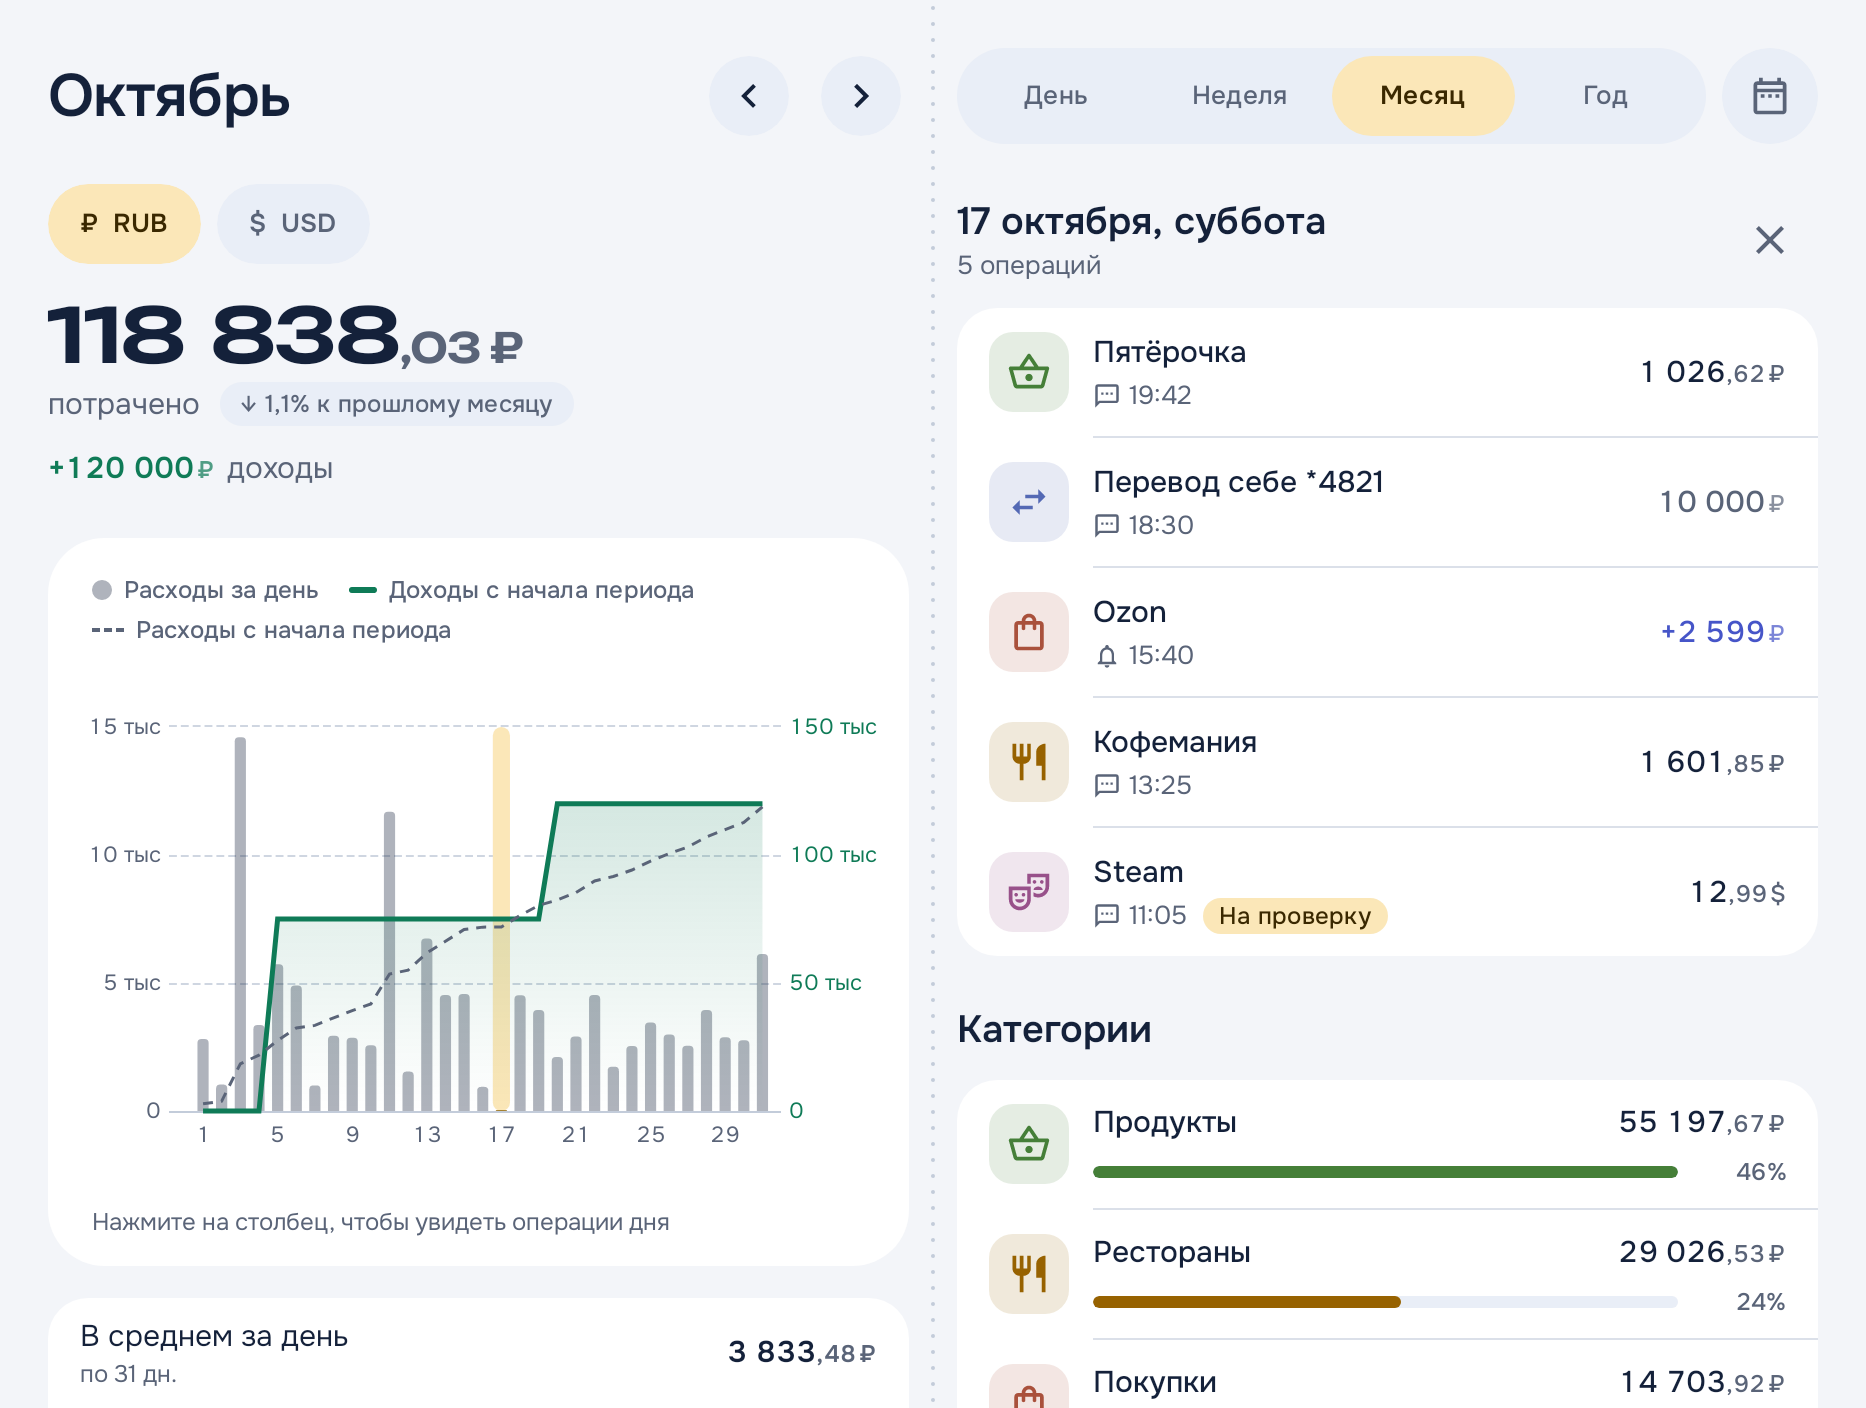 Октябрь
₽ RUB
$ USD
118 838,03 ₽
потрачено
↓ 1,1% к прошлому месяцу
+120 000 ₽ доходы
Расходы за день
Доходы с начала периода
Расходы с начала периода
15 тыс
150 тыс
10 тыс
100 тыс
5 тыс
50 тыс
0
0
1 5 9 13 17 21 25 29
Нажмите на столбец, чтобы увидеть операции дня
В среднем за день
3 833,48 ₽
по 31 дн.
День
Неделя
Месяц
Год
17 октября, суббота
5 операций
Пятёрочка
1 026,62 ₽
19:42
Перевод себе *4821
10 000 ₽
18:30
Ozon
+2 599 ₽
15:40
Кофемания
1 601,85 ₽
13:25
Steam
12,99 $
11:05
На проверку
Категории
Продукты
55 197,67 ₽
46%
Рестораны
29 026,53 ₽
24%
Покупки
14 703,92 ₽